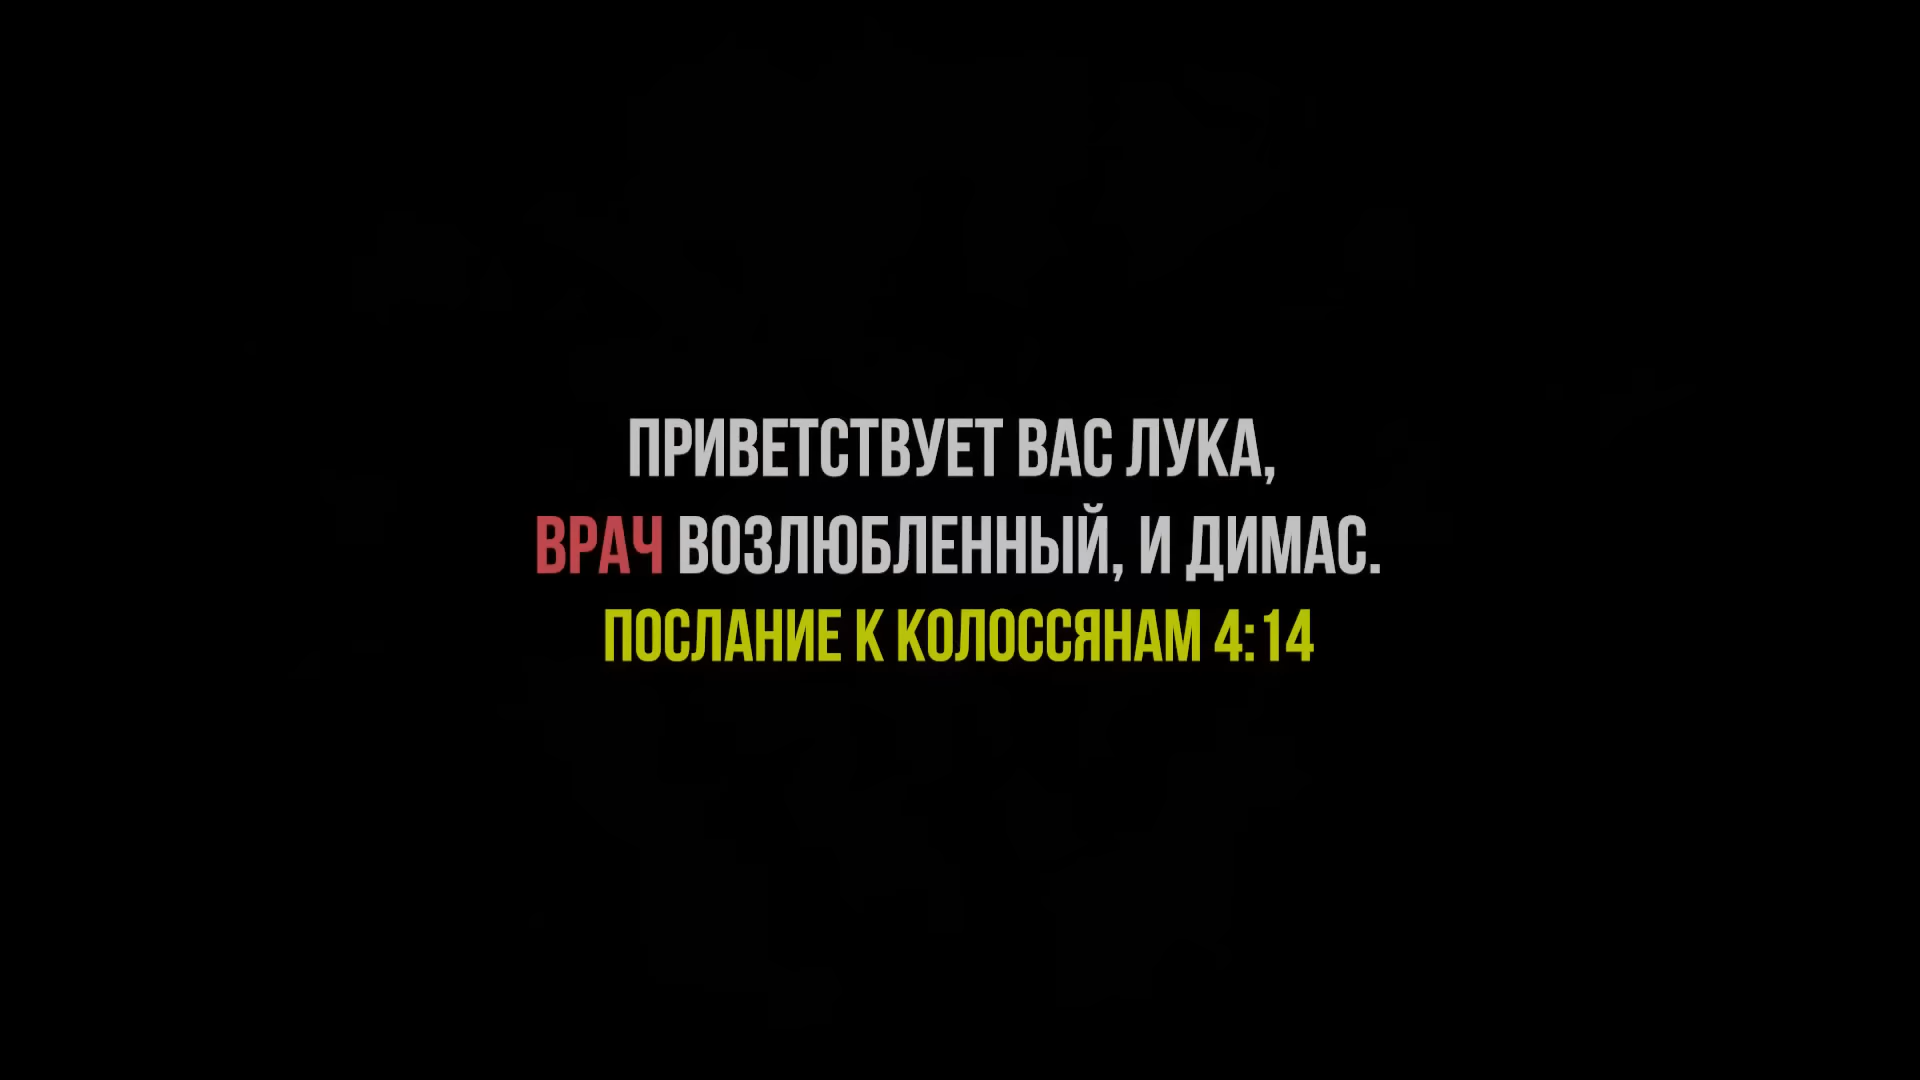 ПРИВЕТСТВУЕТ ВАС ЛУКА,
ВРАЧ ВОЗЛЮБЛЕННЫЙ, И ДИМАС.
ПОСЛАНИЕ К КОЛОССЯНАМ 4:14